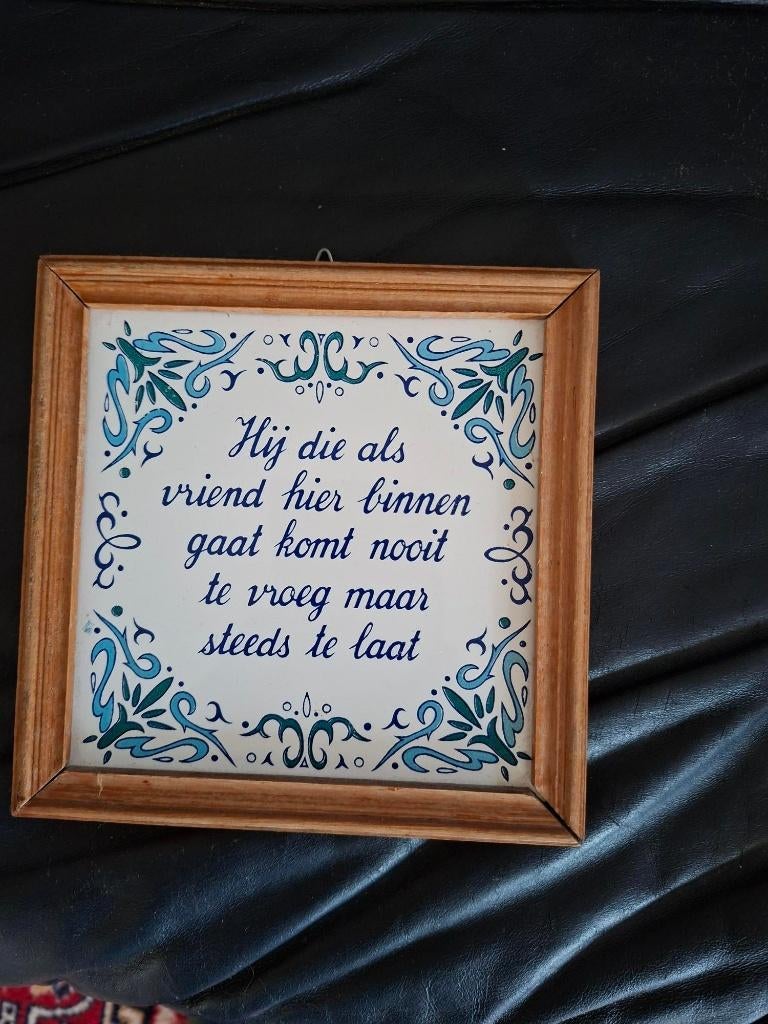 Hij die als
vriend hier binnen
gaat komt nooit
te vroeg maar
steeds te laat